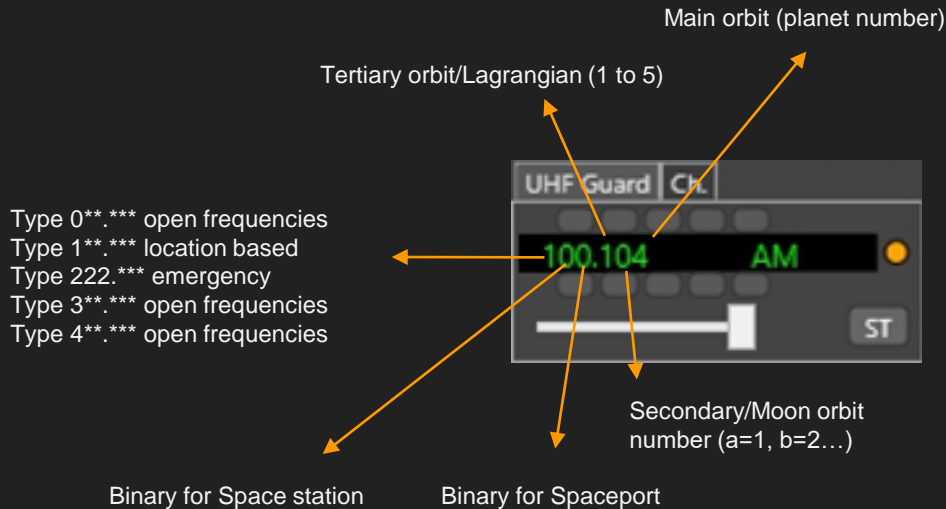 Main orbit (planet number)
Tertiary orbit/Lagrangian (1 to 5)
UHF Guard Ch.
Type 0**.*** open frequencies
Type 1**.*** location based
Type 222.*** emergency
Type 3**.*** open frequencies
Type 4**.*** open frequencies
100.104 AM
ST
Secondary/Moon orbit
number (a=1, b=2…)
Binary for Space station
Binary for Spaceport